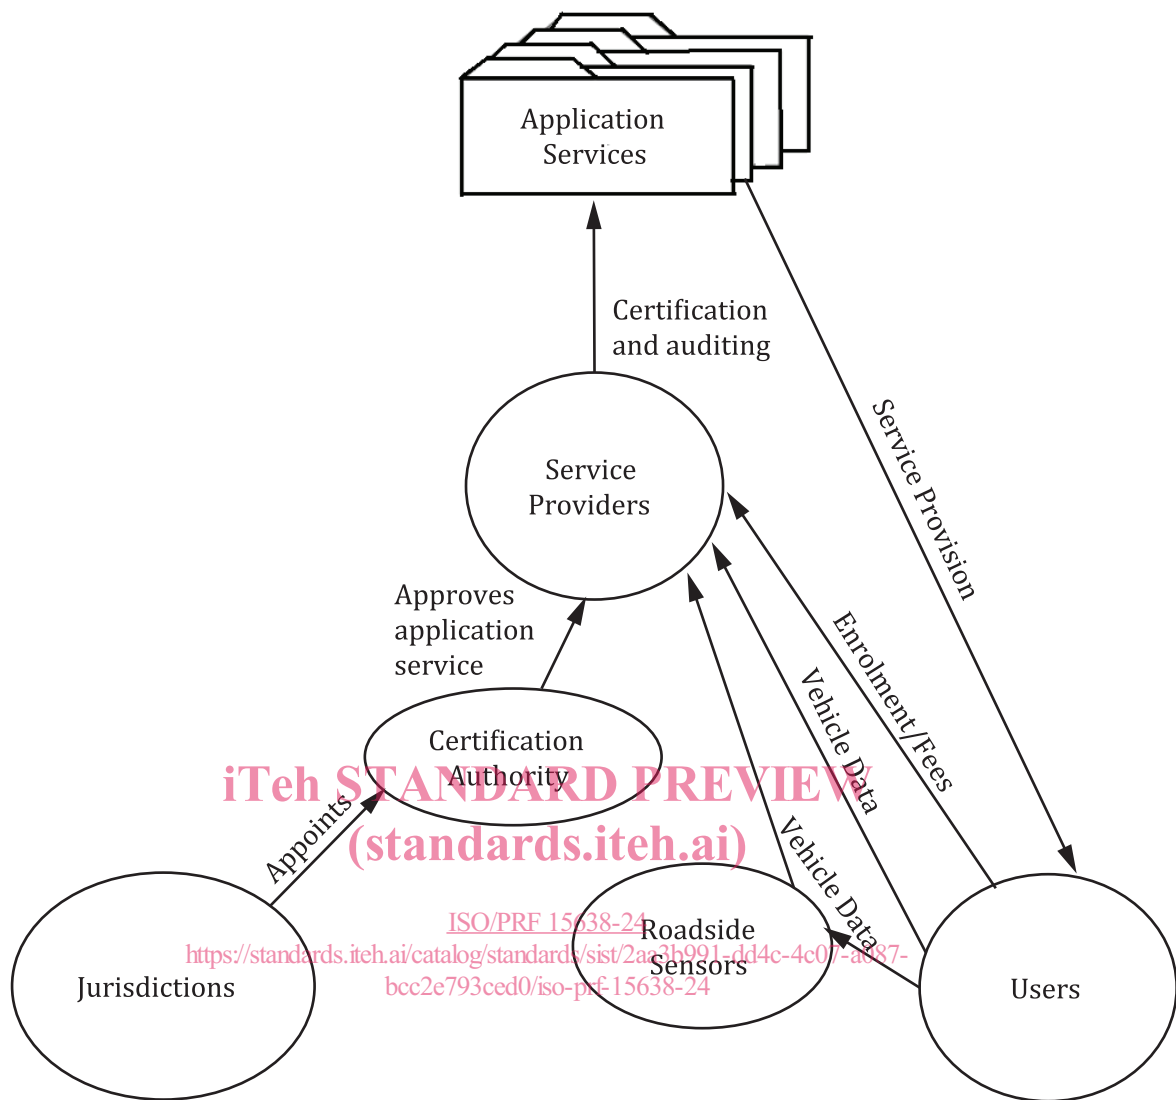 Application
Services
Certification
and auditing
Service Provision
Service
Providers
Approves
application
service
Enrolment/Fees
Vehicle Data
Certification
Authority
iTeh STANDARD PREVIEW
(standards.iteh.ai)
Appoints
Vehicle Data
ISO/PRF 15638-24
Roadside
Sensors
https://standards.iteh.ai/catalog/standards/sist/2aa3b991-dd4c-4c07-a087-
bcc2e793ced0/iso-prf-15638-24
Jurisdictions
Users